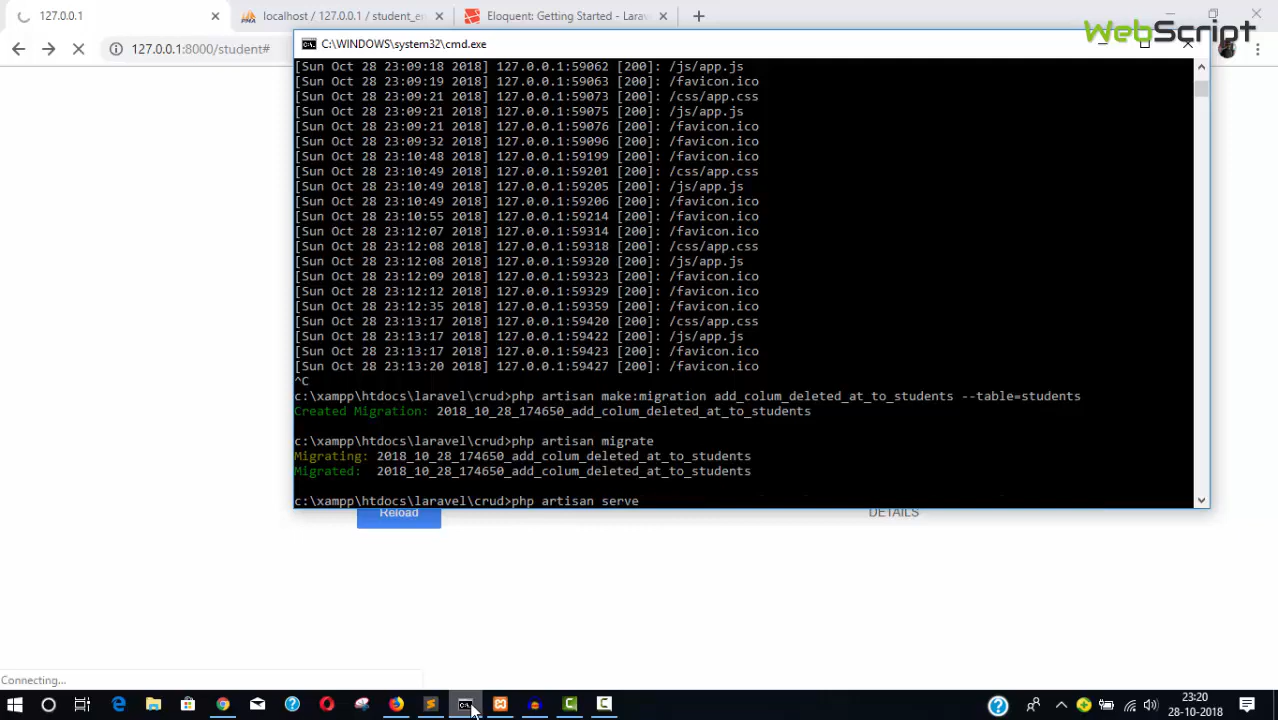 127.0.0.1
localhost / 127.0.0.1 / student_en
Eloquent: Getting Started - Larav
WebScript
127.0.0.1:8000/student#
C:\WINDOWS\system32\cmd.exe
[Sun Oct 28 23:09:18 2018] 127.0.0.1:59062 [200]: /js/app.js
[Sun Oct 28 23:09:19 2018] 127.0.0.1:59063 [200]: /favicon.ico
[Sun Oct 28 23:09:21 2018] 127.0.0.1:59073 [200]: /css/app.css
[Sun Oct 28 23:09:21 2018] 127.0.0.1:59075 [200]: /js/app.js
[Sun Oct 28 23:09:21 2018] 127.0.0.1:59076 [200]: /favicon.ico
[Sun Oct 28 23:09:32 2018] 127.0.0.1:59096 [200]: /favicon.ico
[Sun Oct 28 23:10:48 2018] 127.0.0.1:59199 [200]: /favicon.ico
[Sun Oct 28 23:10:49 2018] 127.0.0.1:59201 [200]: /css/app.css
[Sun Oct 28 23:10:49 2018] 127.0.0.1:59205 [200]: /js/app.js
[Sun Oct 28 23:10:49 2018] 127.0.0.1:59206 [200]: /favicon.ico
[Sun Oct 28 23:10:55 2018] 127.0.0.1:59214 [200]: /favicon.ico
[Sun Oct 28 23:12:07 2018] 127.0.0.1:59314 [200]: /favicon.ico
[Sun Oct 28 23:12:08 2018] 127.0.0.1:59318 [200]: /css/app.css
[Sun Oct 28 23:12:08 2018] 127.0.0.1:59320 [200]: /js/app.js
[Sun Oct 28 23:12:09 2018] 127.0.0.1:59323 [200]: /favicon.ico
[Sun Oct 28 23:12:12 2018] 127.0.0.1:59329 [200]: /favicon.ico
[Sun Oct 28 23:12:35 2018] 127.0.0.1:59359 [200]: /favicon.ico
[Sun Oct 28 23:13:17 2018] 127.0.0.1:59420 [200]: /css/app.css
[Sun Oct 28 23:13:17 2018] 127.0.0.1:59422 [200]: /js/app.js
[Sun Oct 28 23:13:17 2018] 127.0.0.1:59423 [200]: /favicon.ico
[Sun Oct 28 23:13:20 2018] 127.0.0.1:59427 [200]: /favicon.ico
^C
c:\xampp\htdocs\laravel\crud>php artisan make:migration add_colum_deleted_at_to_students --table=students
Created Migration: 2018_10_28_174650_add_colum_deleted_at_to_students
c:\xampp\htdocs\laravel\crud>php artisan migrate
Migrating: 2018_10_28_174650_add_colum_deleted_at_to_students
Migrated:  2018_10_28_174650_add_colum_deleted_at_to_students
c:\xampp\htdocs\laravel\crud>php artisan serve
Reload
DETAILS
Connecting...
23:20
28-10-2018